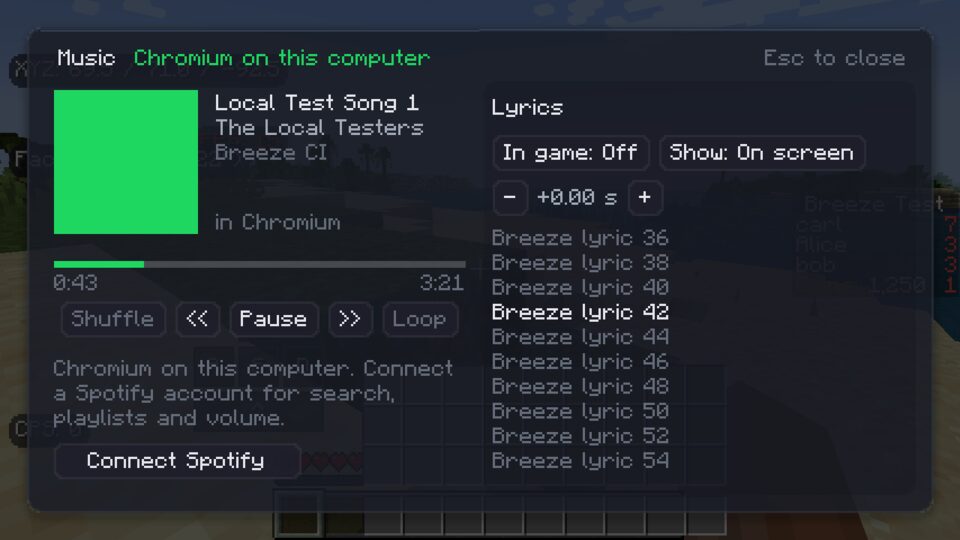 Music Chromium on this computer
Esc to close
Local Test Song 1
The Local Testers
Breeze CI
in Chromium
0:43
3:21
Shuffle
<<
Pause
>>
Loop
Chromium on this computer. Connect
a Spotify account for search,
playlists and volume.
Connect Spotify
Lyrics
In game: Off
Show: On screen
-
+0.00 s
+
Breeze lyric 36
Breeze lyric 38
Breeze lyric 40
Breeze lyric 42
Breeze lyric 44
Breeze lyric 46
Breeze lyric 48
Breeze lyric 50
Breeze lyric 52
Breeze lyric 54
Breeze Test
carl
Alice
bob
1,250